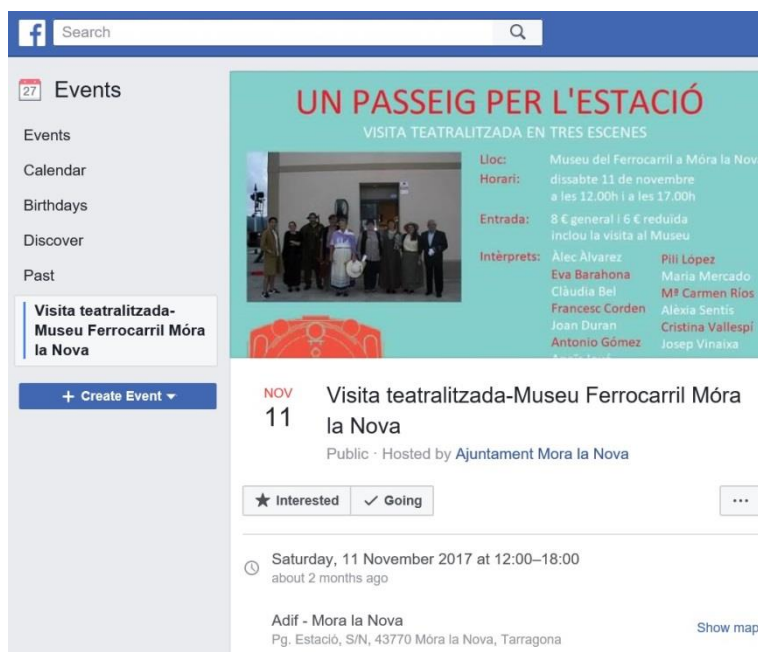 f
Search
27 Events
Events
Calendar
Birthdays
Discover
Past
Visita teatralitzada-
Museu Ferrocarril Móra
la Nova
+ Create Event
UN PASSEIG PER L'ESTACIÓ
VISITA TEATRALITZADA EN TRES ESCENES
Lloc: Museu del Ferrocarril a Móra la Nova
Horari: dissabte 11 de novembre
a les 12.00h i a les 17.00h
Entrada: 8 € general i 6 € reduïda
inclou la visita al Museu
Intèrprets: Àlec Àlvarez Pili López
Eva Barahona Maria Mercado
Clàudia Bel Mª Carmen Ríos
Francesc Corden Alèxia Sentís
Joan Duran Cristina Vallespí
Antonio Gómez Josep Vinaixa
NOV
11
Visita teatralitzada-Museu Ferrocarril Móra
la Nova
Public · Hosted by Ajuntament Mora la Nova
Interested Going ...
Saturday, 11 November 2017 at 12:00–18:00
about 2 months ago
Adif - Mora la Nova Show map
Pg. Estació, S/N, 43770 Móra la Nova, Tarragona